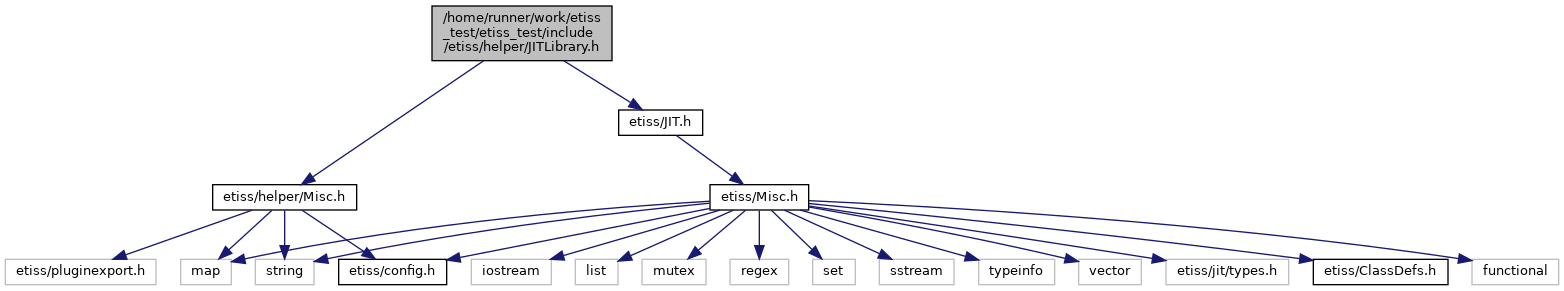 /home/runner/work/etiss
_test/etiss_test/include
/etiss/helper/JITLibrary.h
etiss/JIT.h
etiss/helper/Misc.h
etiss/Misc.h
etiss/pluginexport.h
map
string
etiss/config.h
iostream
list
mutex
regex
set
sstream
typeinfo
vector
etiss/jit/types.h
etiss/ClassDefs.h
functional